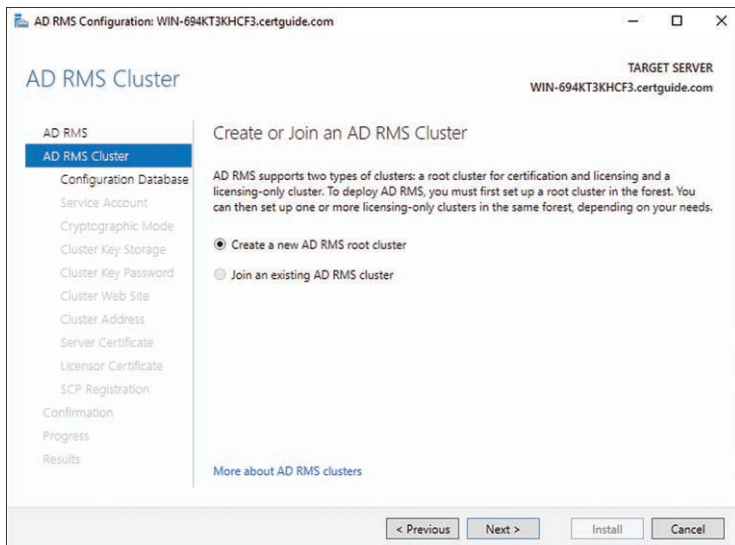 AD RMS Configuration: WIN-694KT3KHCF3.certguide.com
AD RMS Cluster
TARGET SERVER
WIN-694KT3KHCF3.certguide.com
AD RMS
AD RMS Cluster
Configuration Database
Service Account
Cryptographic Mode
Cluster Key Storage
Cluster Key Password
Cluster Web Site
Cluster Address
Server Certificate
Licensor Certificate
SCP Registration
Confirmation
Progress
Results
Create or Join an AD RMS Cluster
AD RMS supports two types of clusters: a root cluster for certification and licensing and a
licensing-only cluster. To deploy AD RMS, you must first set up a root cluster in the forest. You
can then set up one or more licensing-only clusters in the same forest, depending on your needs.
Create a new AD RMS root cluster
Join an existing AD RMS cluster
More about AD RMS clusters
< Previous
Next >
Install
Cancel